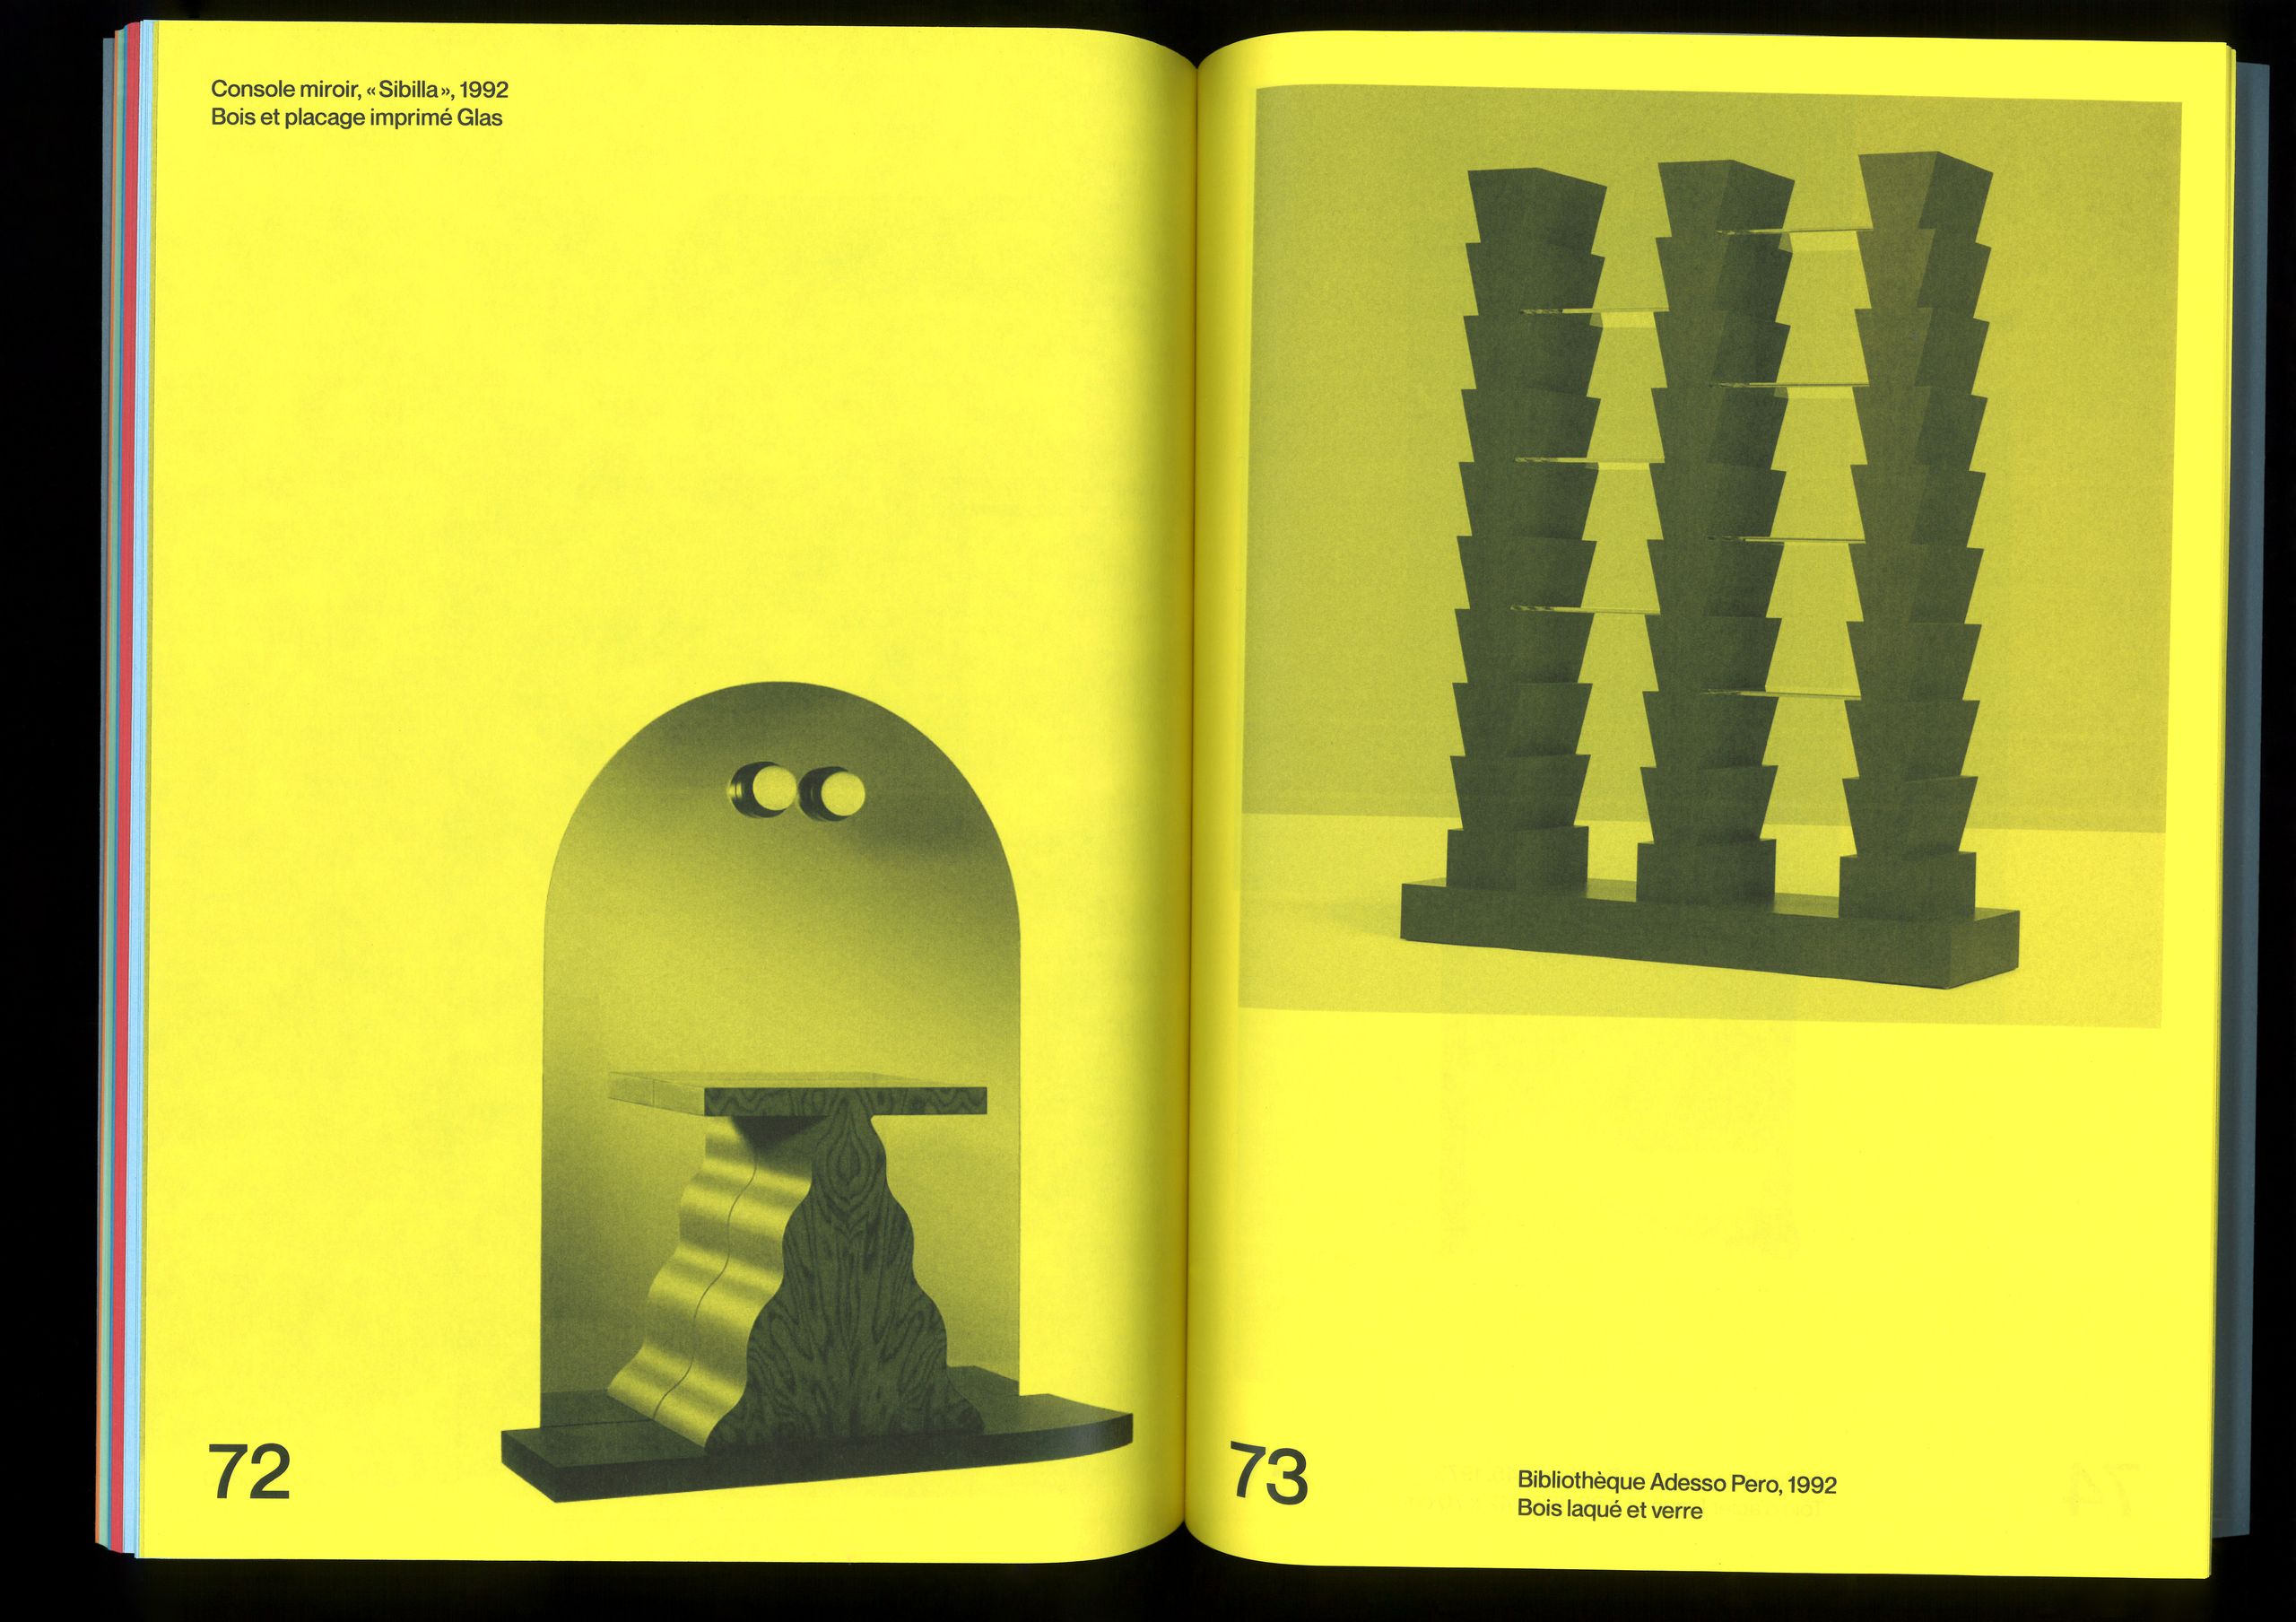 Console miroir, «Sibilla», 1992
Bois et placage imprimé Glas
72
73
Bibliothèque Adesso Pero, 1992
Bois laqué et verre